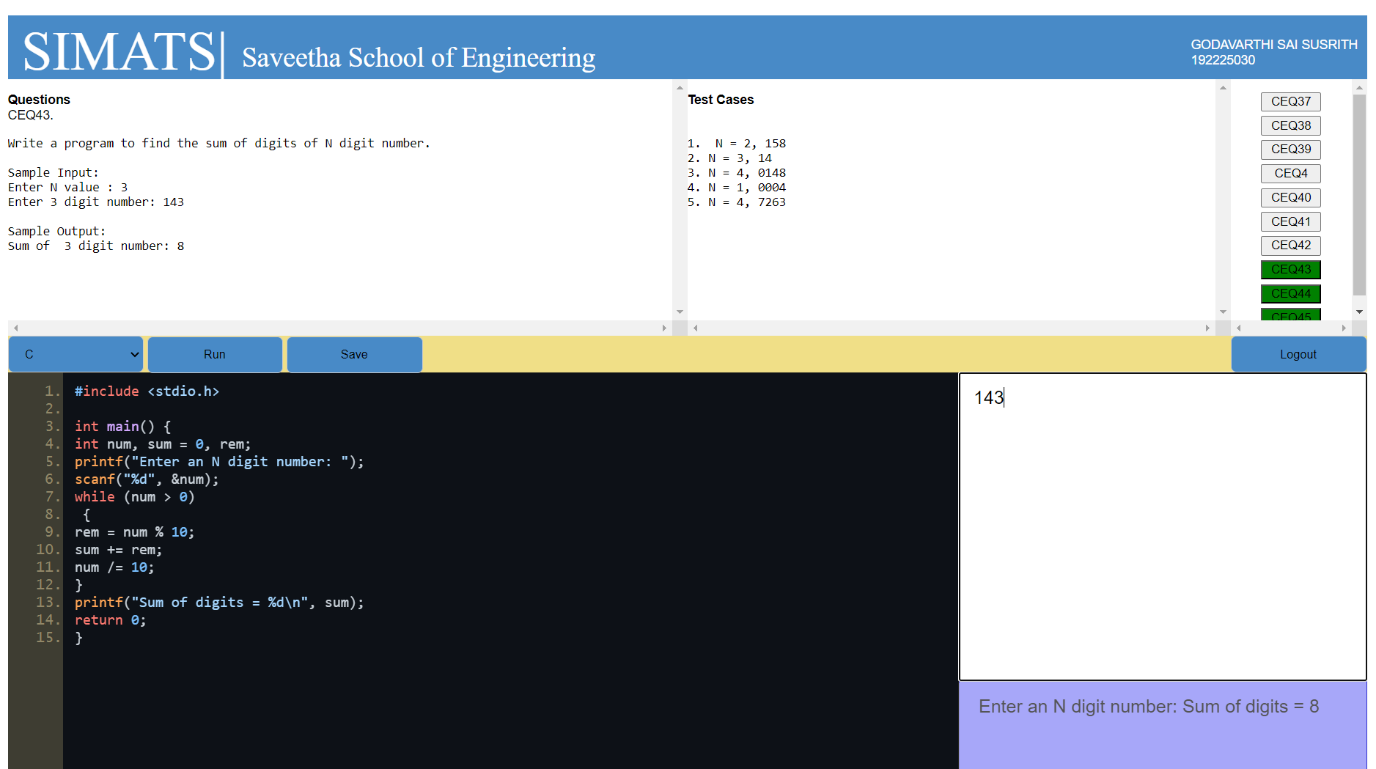 SIMATS| Saveetha School of Engineering
GODAVARTHI SAI SUSRITH
192225030
Questions
CEQ43.
Write a program to find the sum of digits of N digit number.
Sample Input:
Enter N value : 3
Enter 3 digit number: 143
Sample Output:
Sum of  3 digit number: 8
Test Cases
1.  N = 2, 158
2. N = 3, 14
3. N = 4, 0148
4. N = 1, 0004
5. N = 4, 7263
CEQ37
CEQ38
CEQ39
CEQ4
CEQ40
CEQ41
CEQ42
CEQ43
CEQ44
CEQ45
C
Run
Save
Logout
1. #include <stdio.h>
2.
3. int main() {
4. int num, sum = 0, rem;
5. printf("Enter an N digit number: ");
6. scanf("%d", &num);
7. while (num > 0)
8.  {
9. rem = num % 10;
10. sum += rem;
11. num /= 10;
12. }
13. printf("Sum of digits = %d\n", sum);
14. return 0;
15. }
143
Enter an N digit number: Sum of digits = 8